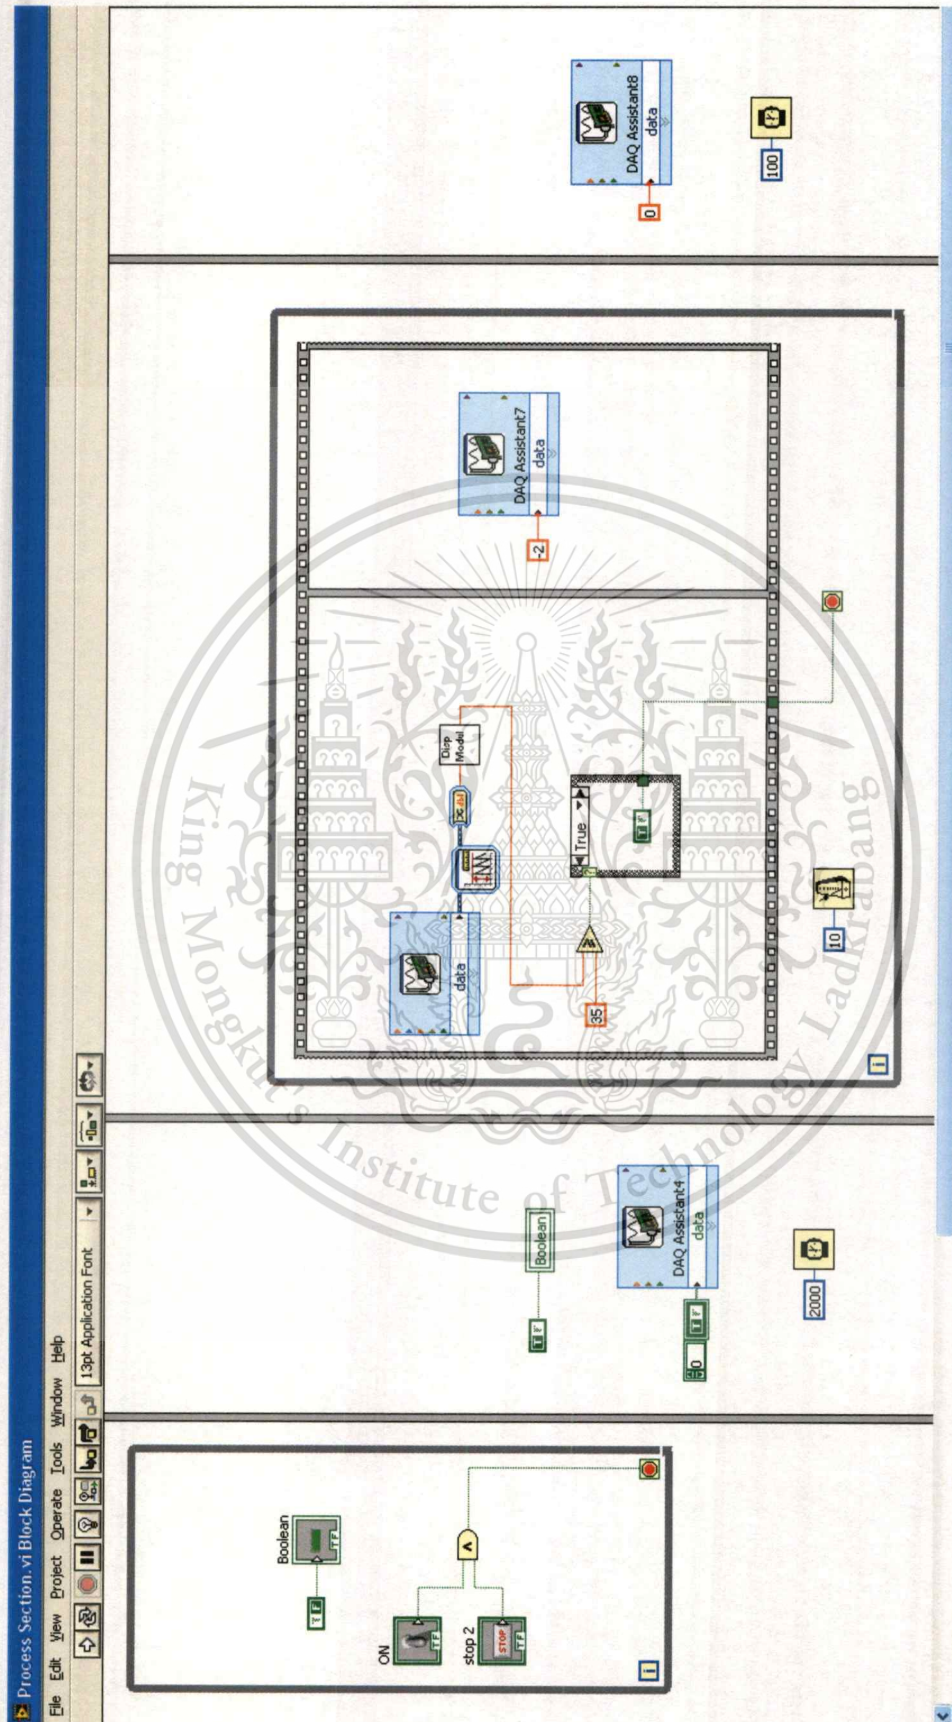 Process Section.vi Block Diagram
File Edit View Project Operate Tools Window Help
13pt Application Font
Boolean
T F
TF
ON
TF
stop 2
STOP
TF
i
Boolean
T F
DAQ Assistant4
data
0
T F
2000
data
Disp
Model
35
True
T F
DAQ Assistant7
data
-2
10
i
DAQ Assistant8
data
0
100
King Mongkut's Institute of Technology Ladkrabang